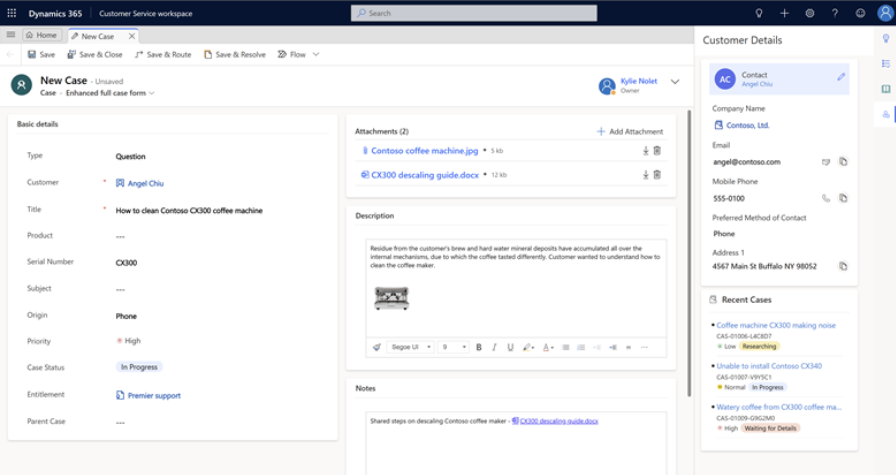 Dynamics 365 Customer Service workspace Search
Home New Case
Save Save & Close Save & Route Save & Resolve Flow
New Case - Unsaved
Case - Enhanced full case form
Kylie Nolet
Owner
Basic details
Type Question
Customer * Angel Chiu
Title * How to clean Contoso CX300 coffee machine
Product ---
Serial Number CX300
Subject ---
Origin Phone
Priority High
Case Status In Progress
Entitlement Premier support
Parent Case ---
Attachments (2) Add Attachment
Contoso coffee machine.jpg • 5 kb
CX300 descaling guide.docx • 12 kb
Description
Residue from the customer's brew and hard water mineral deposits have accumulated all over the
internal mechanisms, due to which the coffee tasted differently. Customer wanted to understand how to
clean the coffee maker.
Segoe UI 9 B I U A
Notes
Shared steps on descaling Contoso coffee maker - CX300 descaling guide.docx
Customer Details
AC
Contact
Angel Chiu
Company Name
Contoso, Ltd.
Email
angel@contoso.com
Mobile Phone
555-0100
Preferred Method of Contact
Phone
Address 1
4567 Main St Buffalo NY 98052
Recent Cases
Coffee machine CX300 making noise
CAS-01006-L4C8D7
Low Researching
Unable to install Contoso CX340
CAS-01007-V9Y5C1
Normal In Progress
Watery coffee from CX300 coffee ma...
CAS-01009-G9G2M0
High Waiting for Details